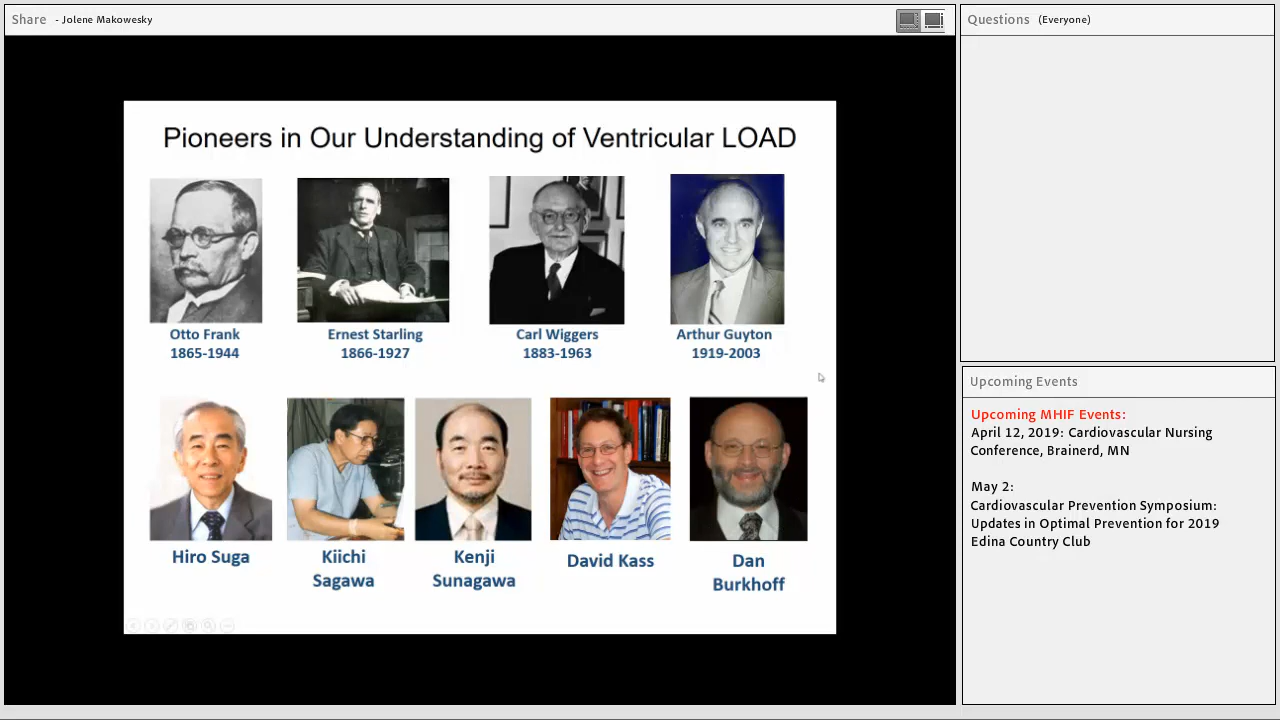 Share - Jolene Makowesky
Pioneers in Our Understanding of Ventricular LOAD
Otto Frank
1865-1944
Ernest Starling
1866-1927
Carl Wiggers
1883-1963
Arthur Guyton
1919-2003
Hiro Suga
Kiichi
Sagawa
Kenji
Sunagawa
David Kass
Dan
Burkhoff
Questions (Everyone)
Upcoming Events
Upcoming MHIF Events:
April 12, 2019: Cardiovascular Nursing
Conference, Brainerd, MN
May 2:
Cardiovascular Prevention Symposium:
Updates in Optimal Prevention for 2019
Edina Country Club